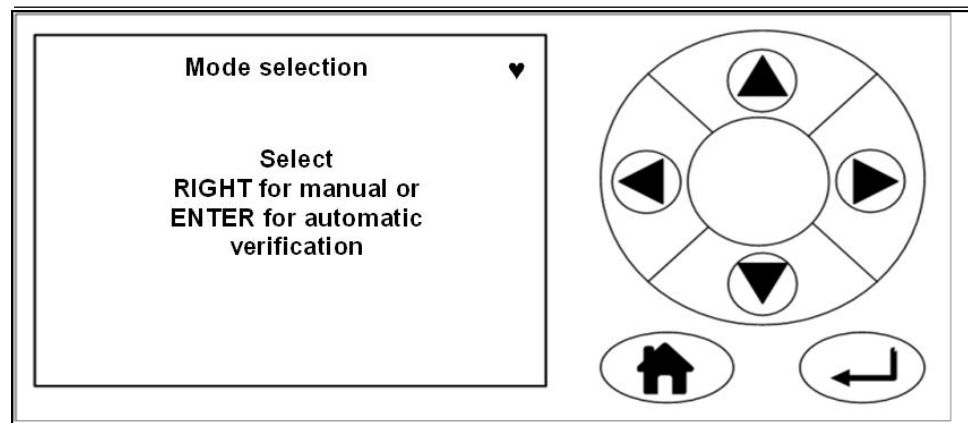 Mode selection ♥
Select
RIGHT for manual or
ENTER for automatic
verification